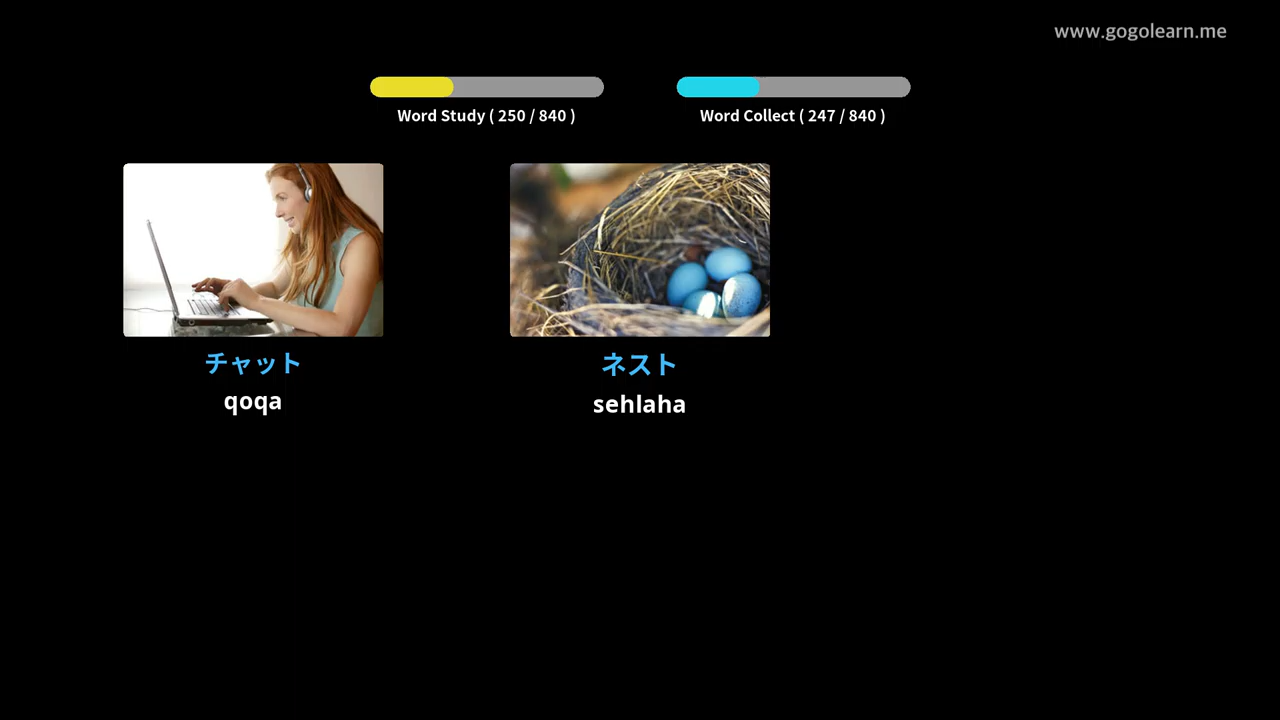 www.gogolearn.me
Word Study ( 250 / 840 )
Word Collect ( 247 / 840 )
チャット
qoqa
ネスト
sehlaha